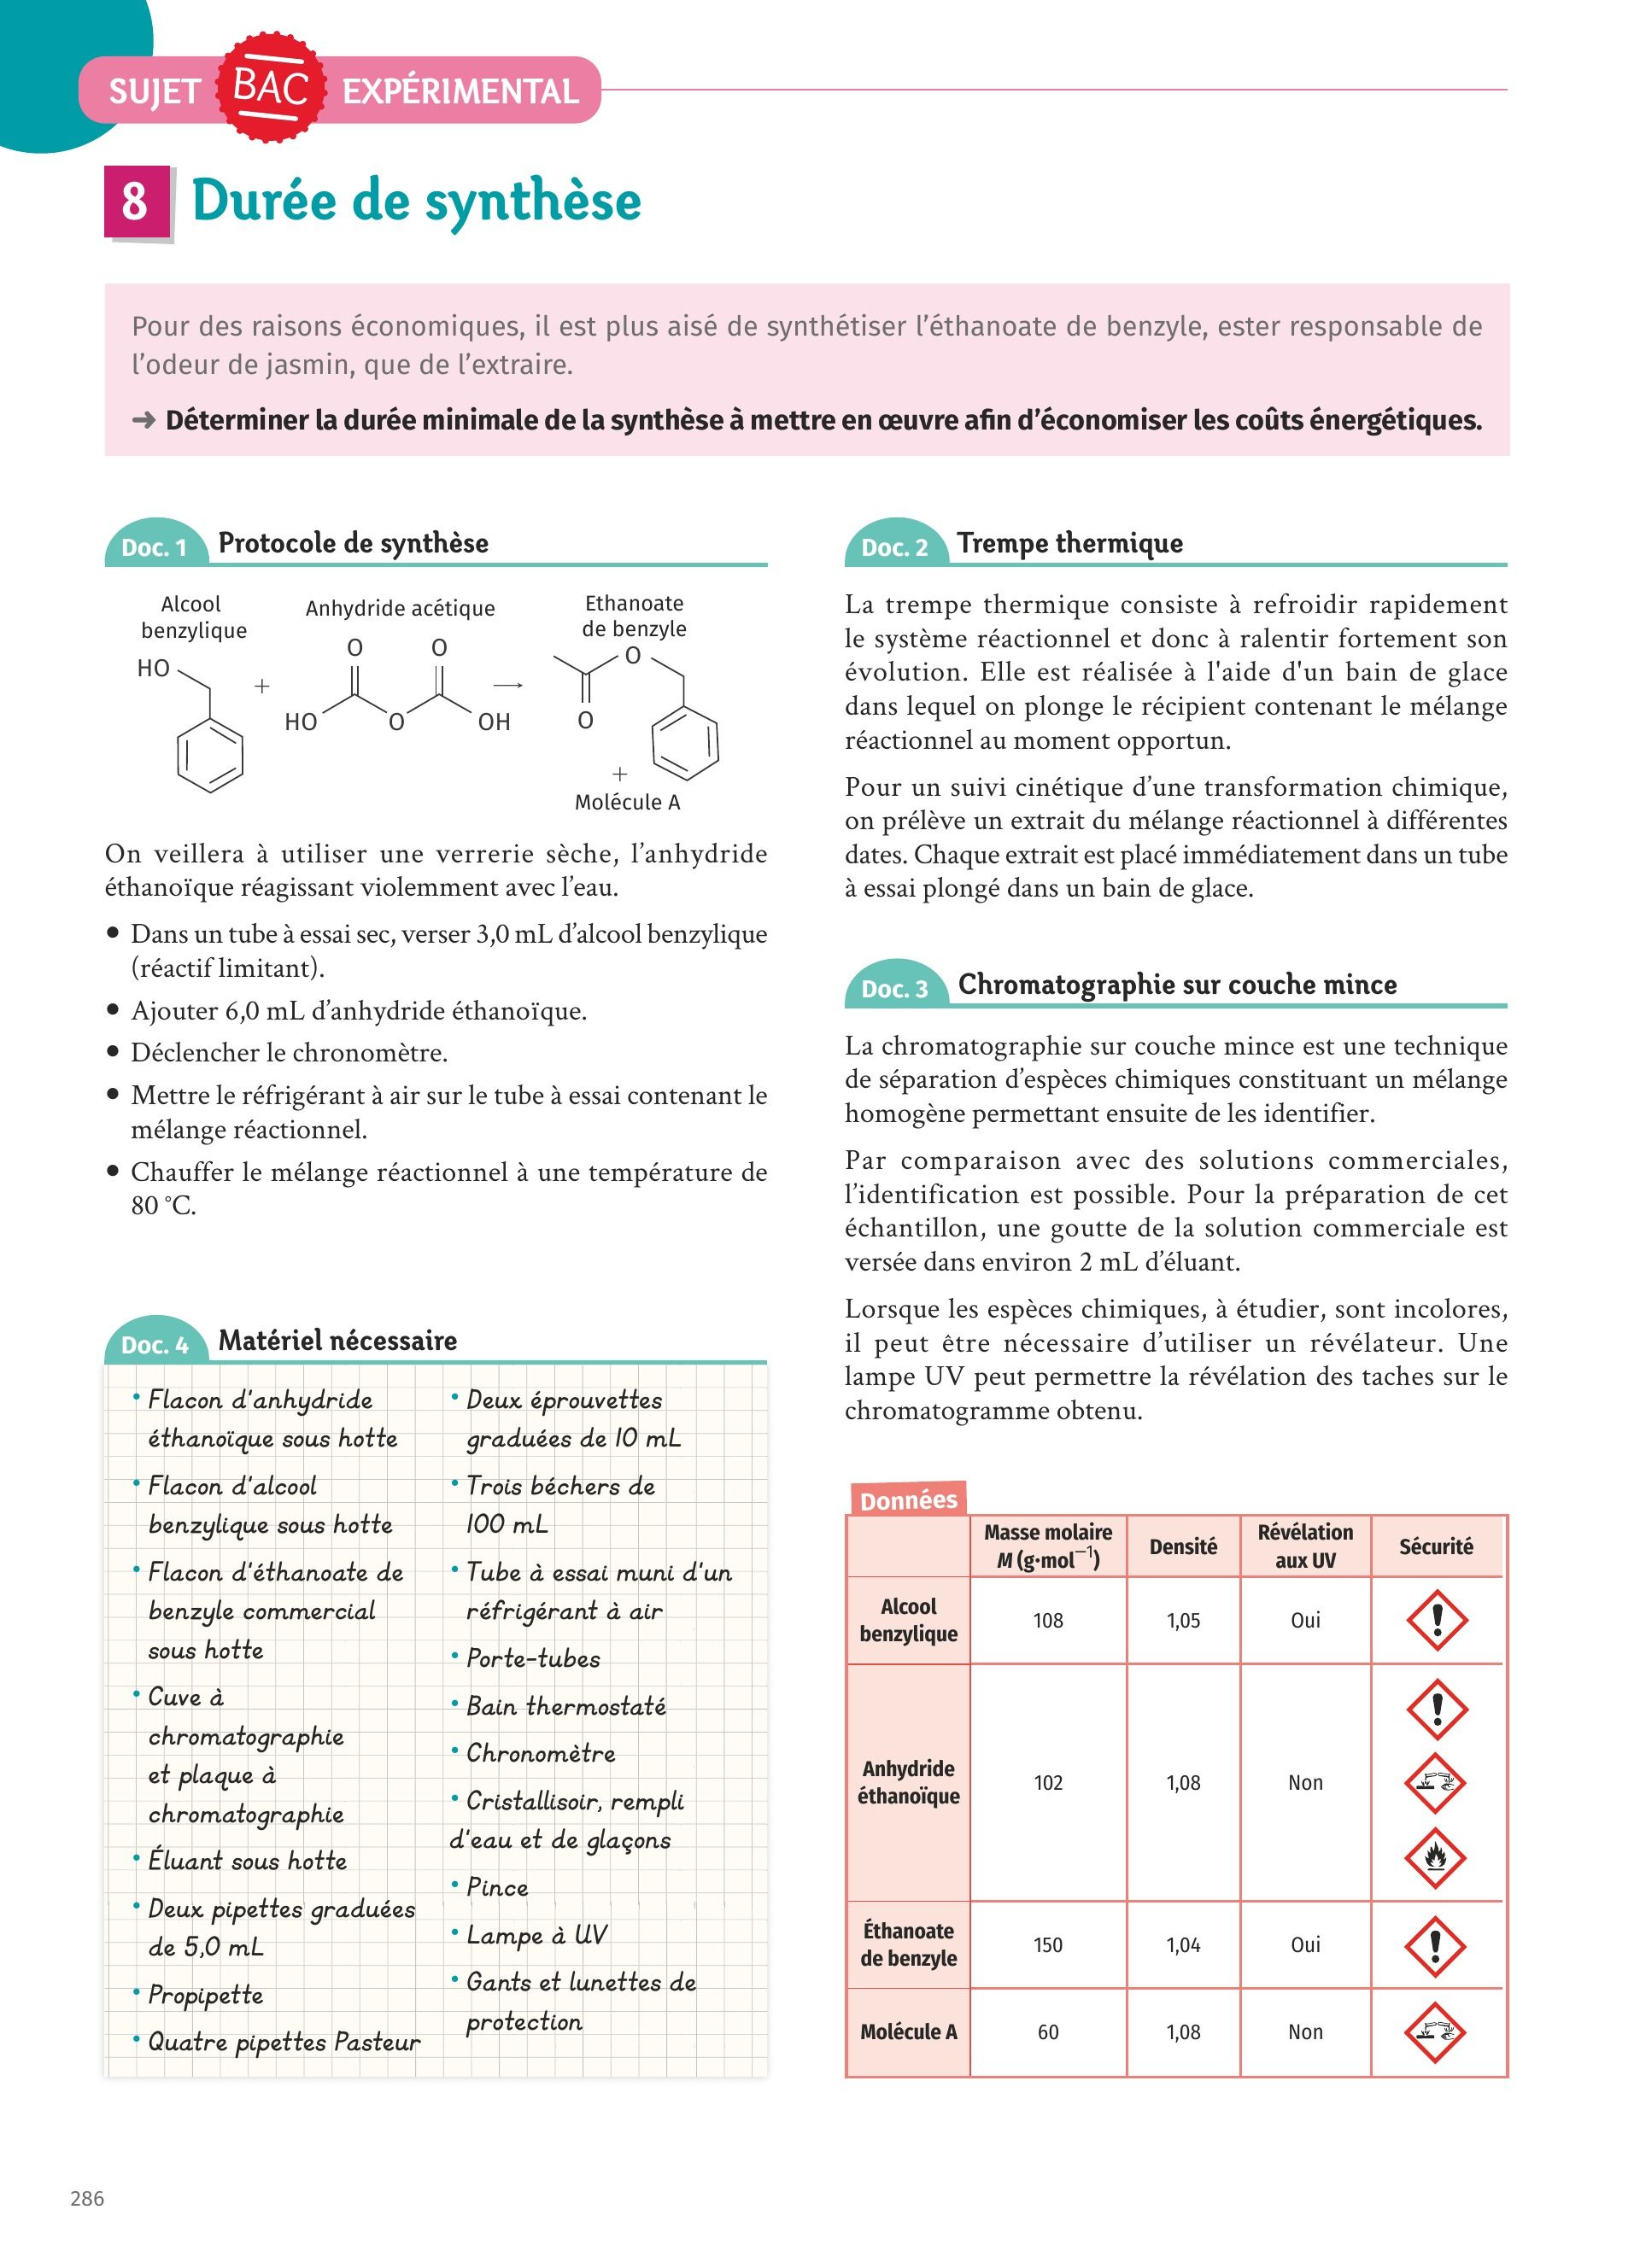 SUJET BAC EXPÉRIMENTAL
8 Durée de synthèse
Pour des raisons économiques, il est plus aisé de synthétiser l’éthanoate de benzyle, ester responsable de
l’odeur de jasmin, que de l’extraire.
➜ Déterminer la durée minimale de la synthèse à mettre en œuvre afin d’économiser les coûts énergétiques.
Doc. 1 Protocole de synthèse
Alcool
benzylique
Anhydride acétique
Ethanoate
de benzyle
HO
+
O O
HO O OH
→
O
O
+
Molécule A
On veillera à utiliser une verrerie sèche, l’anhydride
éthanoïque réagissant violemment avec l’eau.
• Dans un tube à essai sec, verser 3,0 mL d’alcool benzylique
(réactif limitant).
• Ajouter 6,0 mL d’anhydride éthanoïque.
• Déclencher le chronomètre.
• Mettre le réfrigérant à air sur le tube à essai contenant le
mélange réactionnel.
• Chauffer le mélange réactionnel à une température de
80 °C.
Doc. 4 Matériel nécessaire
• Flacon d'anhydride
éthanoïque sous hotte
• Flacon d'alcool
benzylique sous hotte
• Flacon d'éthanoate de
benzyle commercial
sous hotte
• Cuve à
chromatographie
et plaque à
chromatographie
• Éluant sous hotte
• Deux pipettes graduées
de 5,0 mL
• Propipette
• Quatre pipettes Pasteur
• Deux éprouvettes
graduées de 10 mL
• Trois béchers de
100 mL
• Tube à essai muni d'un
réfrigérant à air
• Porte-tubes
• Bain thermostaté
• Chronomètre
• Cristallisoir, rempli
d'eau et de glaçons
• Pince
• Lampe à UV
• Gants et lunettes de
protection
Doc. 2 Trempe thermique
La trempe thermique consiste à refroidir rapidement
le système réactionnel et donc à ralentir fortement son
évolution. Elle est réalisée à l'aide d'un bain de glace
dans lequel on plonge le récipient contenant le mélange
réactionnel au moment opportun.
Pour un suivi cinétique d’une transformation chimique,
on prélève un extrait du mélange réactionnel à différentes
dates. Chaque extrait est placé immédiatement dans un tube
à essai plongé dans un bain de glace.
Doc. 3 Chromatographie sur couche mince
La chromatographie sur couche mince est une technique
de séparation d’espèces chimiques constituant un mélange
homogène permettant ensuite de les identifier.
Par comparaison avec des solutions commerciales,
l’identification est possible. Pour la préparation de cet
échantillon, une goutte de la solution commerciale est
versée dans environ 2 mL d’éluant.
Lorsque les espèces chimiques, à étudier, sont incolores,
il peut être nécessaire d’utiliser un révélateur. Une
lampe UV peut permettre la révélation des taches sur le
chromatogramme obtenu.
Données
Masse molaire M (g·mol⁻¹) Densité Révélation aux UV Sécurité
Alcool benzylique 108 1,05 Oui
Anhydride éthanoïque 102 1,08 Non
Éthanoate de benzyle 150 1,04 Oui
Molécule A 60 1,08 Non
286